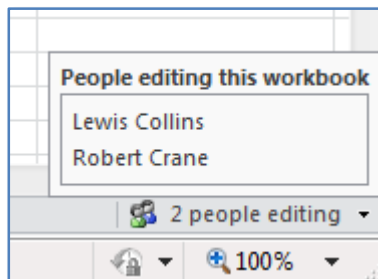 People editing this workbook
Lewis Collins
Robert Crane
2 people editing
100%